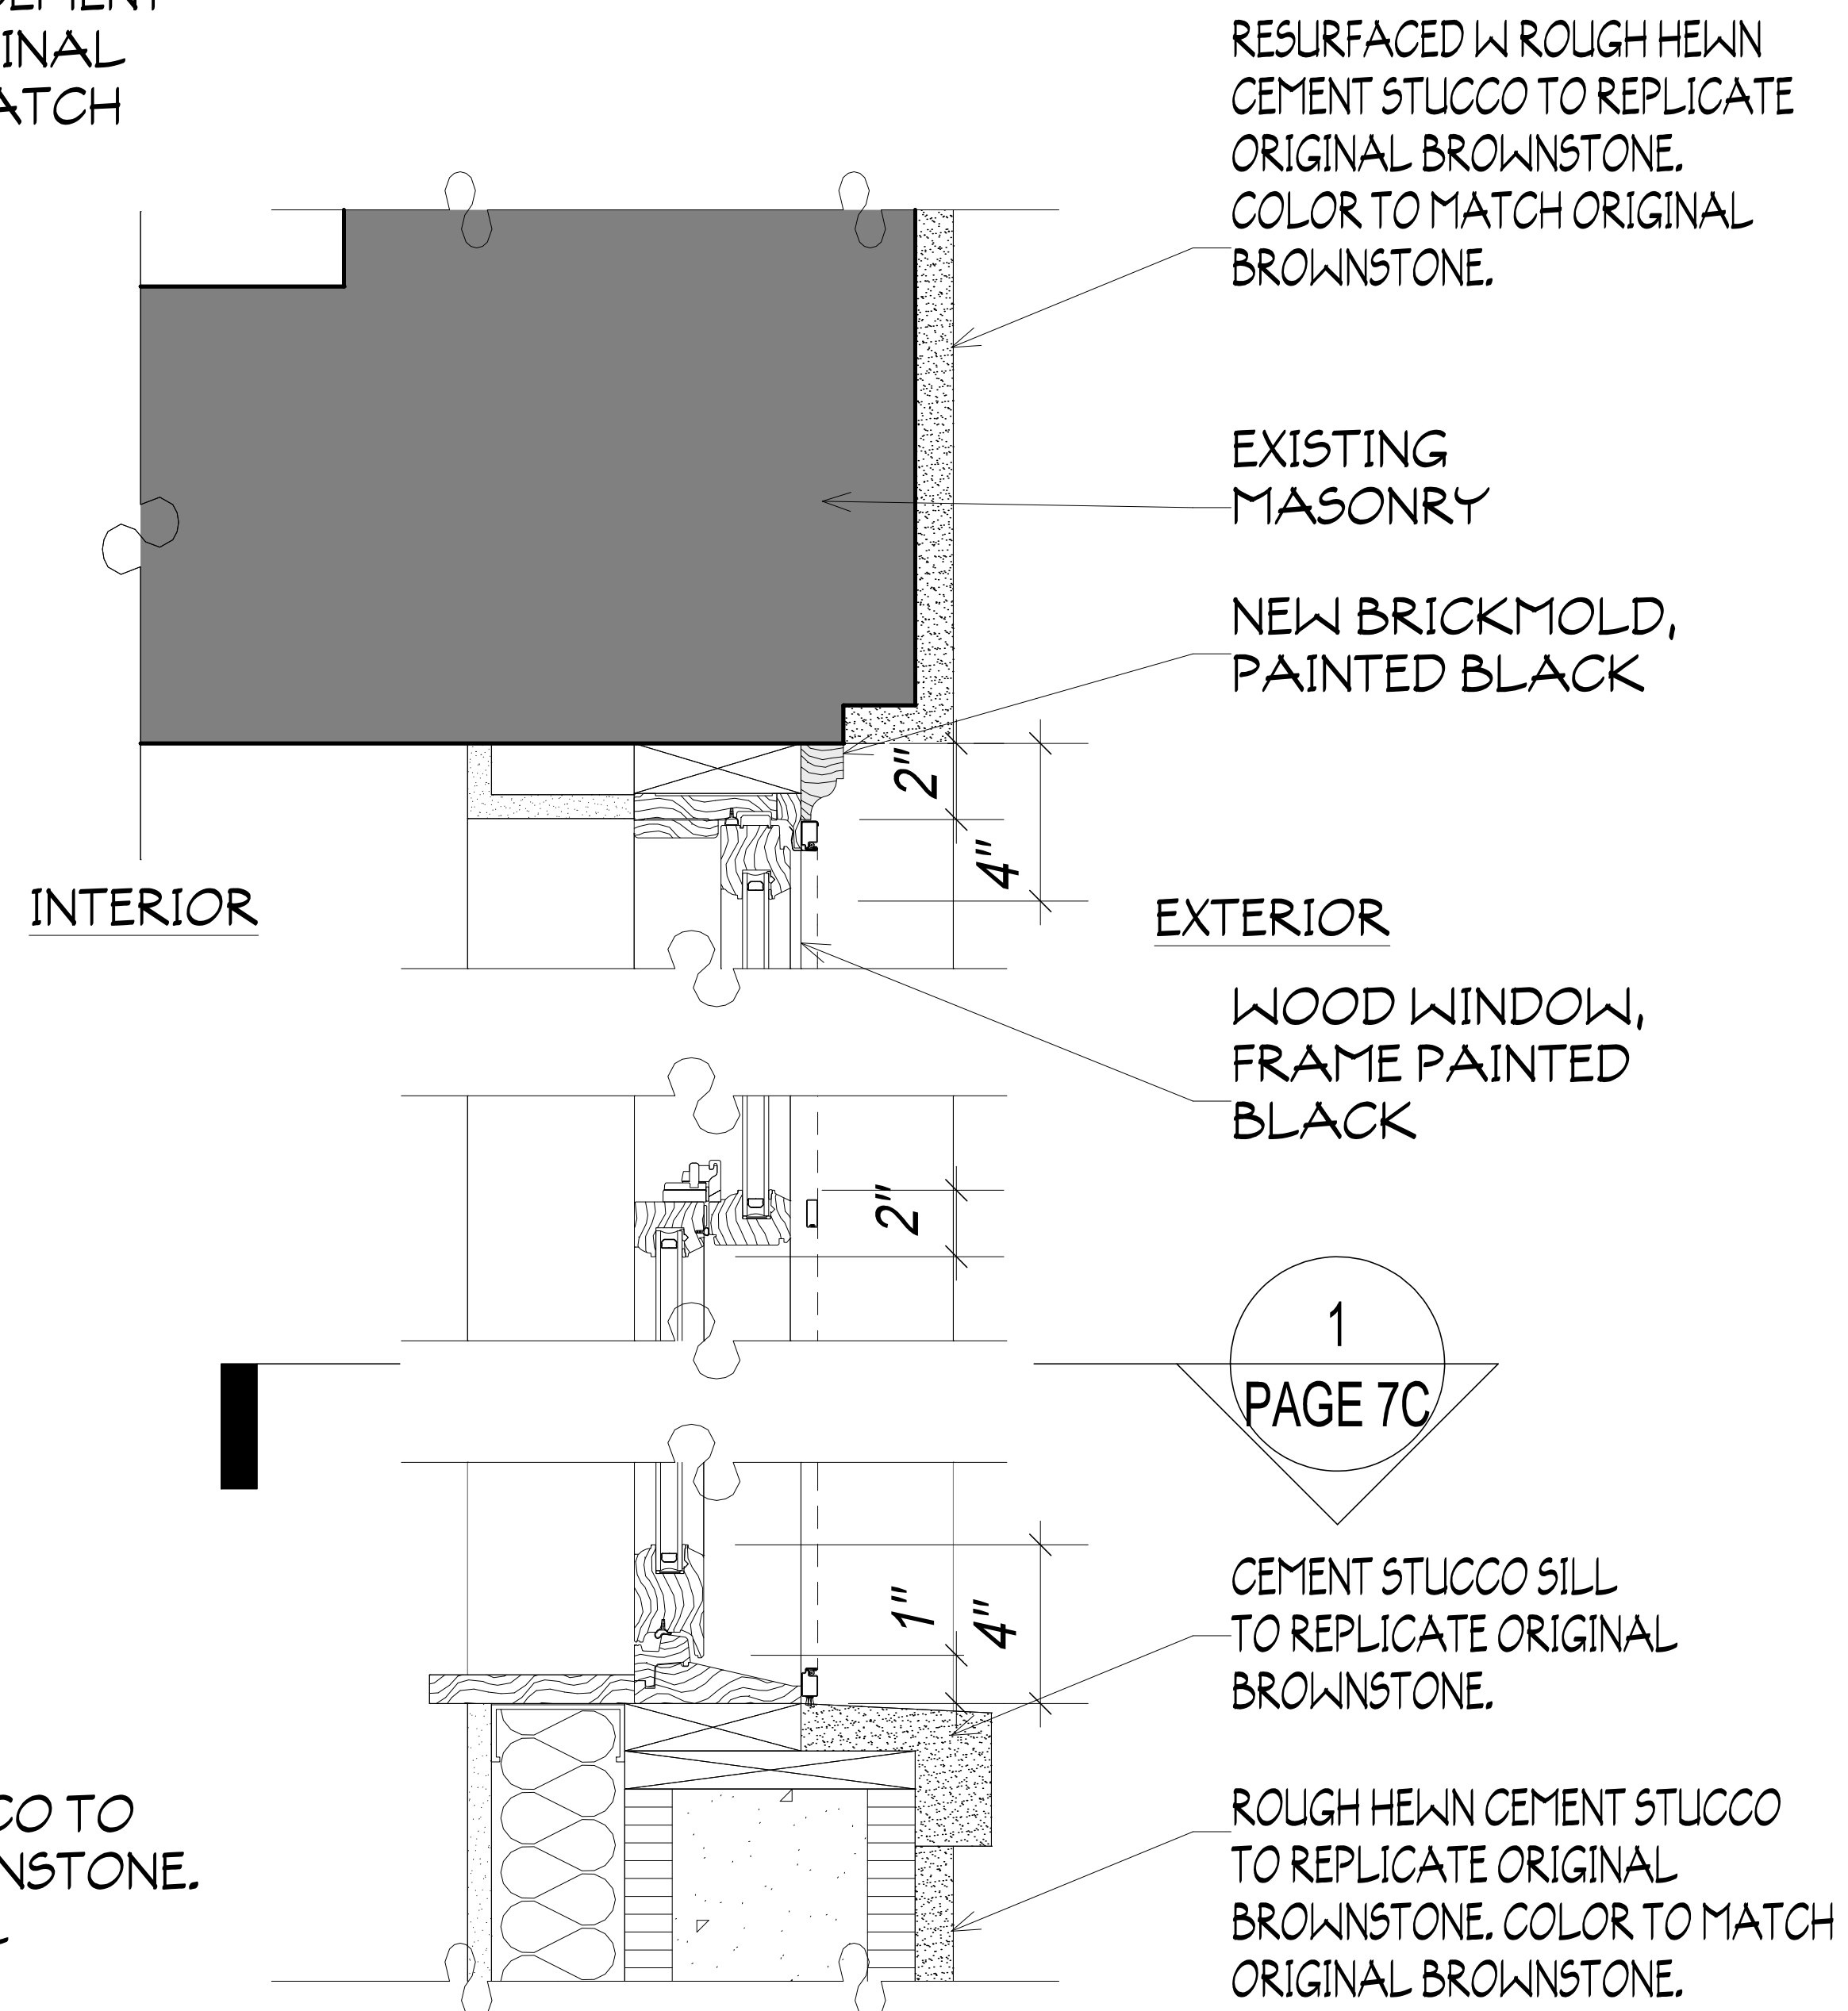 INAL
ATCH
RESURFACED W ROUGH HEWN
CEMENT STUCCO TO REPLICATE
ORIGINAL BROWNSTONE.
COLOR TO MATCH ORIGINAL
BROWNSTONE.
EXISTING
MASONRY
NEW BRICKMOLD,
PAINTED BLACK
2"
4"
INTERIOR
EXTERIOR
WOOD WINDOW,
FRAME PAINTED
BLACK
2"
1
PAGE 7C
1"
4"
CEMENT STUCCO SILL
TO REPLICATE ORIGINAL
BROWNSTONE.
CO TO
NSTONE.
ROUGH HEWN CEMENT STUCCO
TO REPLICATE ORIGINAL
BROWNSTONE. COLOR TO MATCH
ORIGINAL BROWNSTONE.